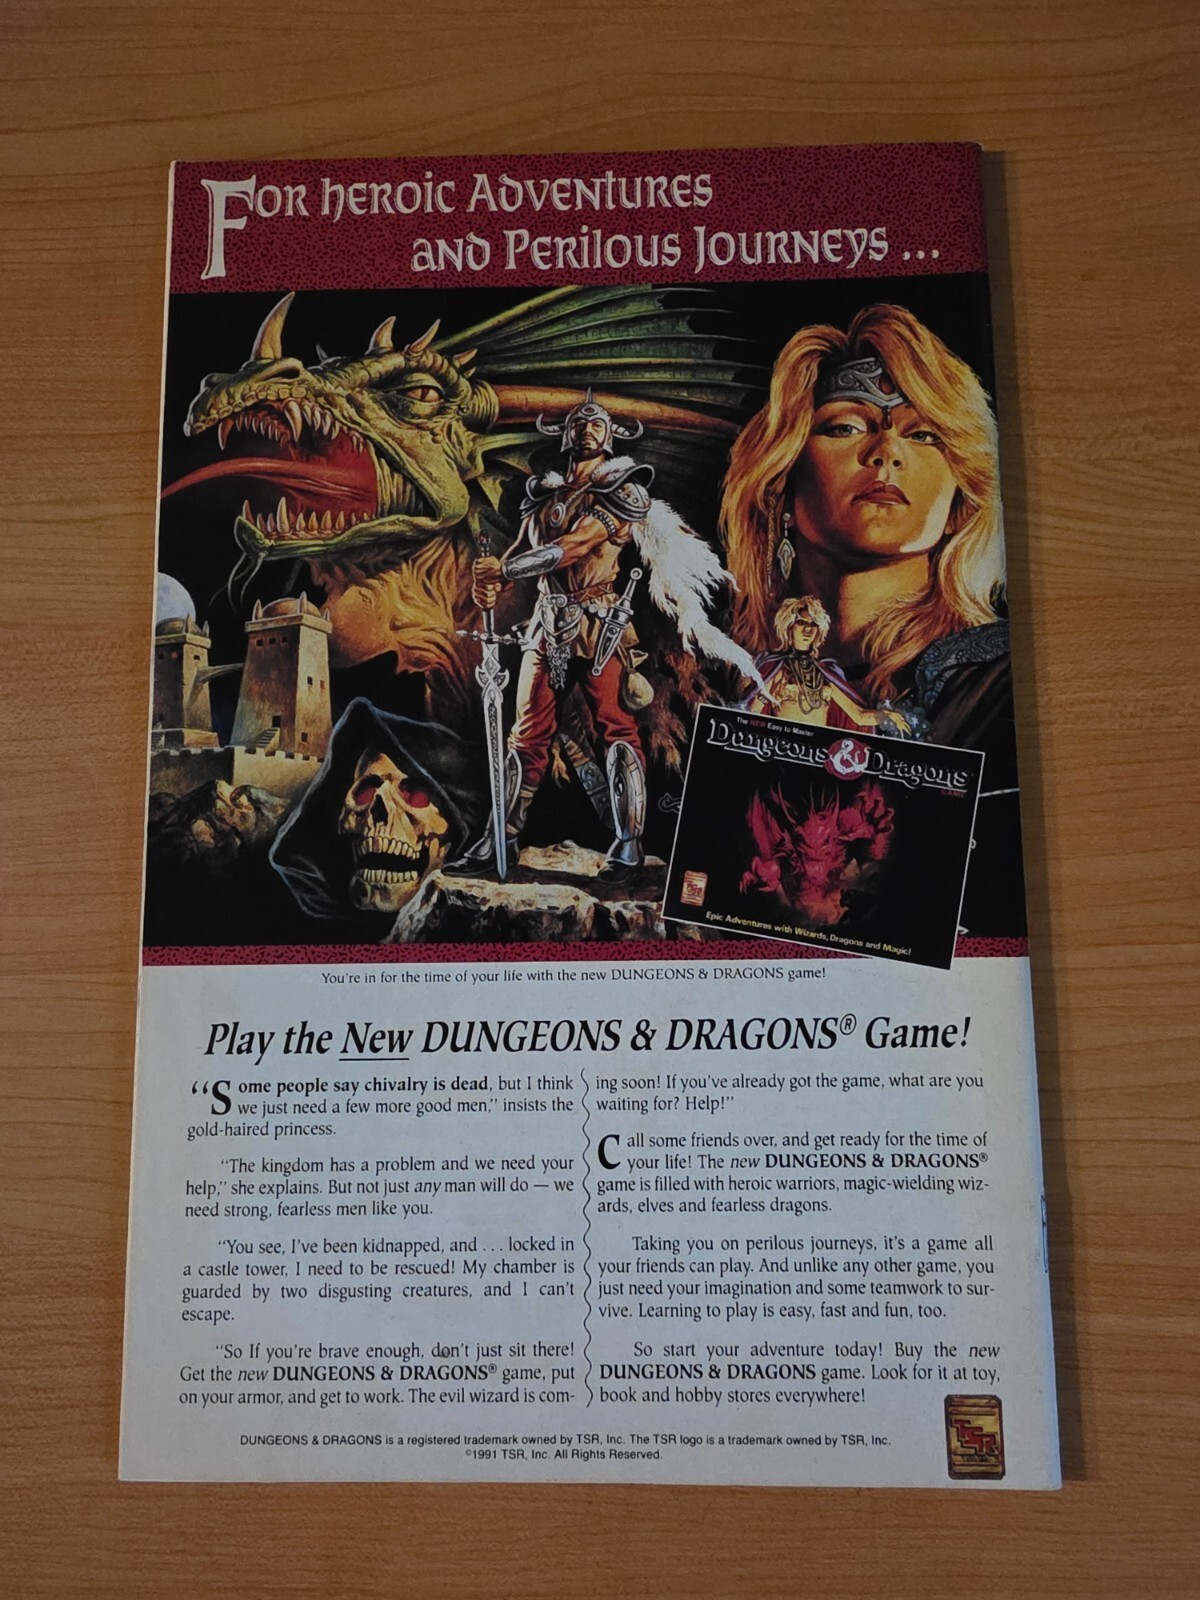 For Heroic Adventures
and Perilous Journeys ...
The NEW Easy to Master
Dungeons & Dragons
GAME
TSR
Epic Adventures with Wizards, Dragons and Magic!
You're in for the time of your life with the new DUNGEONS & DRAGONS game!
Play the New DUNGEONS & DRAGONS® Game!
“Some people say chivalry is dead, but I think
we just need a few more good men,” insists the
gold-haired princess.
“The kingdom has a problem and we need your
help,” she explains. But not just any man will do — we
need strong, fearless men like you.
“You see, I've been kidnapped, and . . . locked in
a castle tower, I need to be rescued! My chamber is
guarded by two disgusting creatures, and I can't
escape.
“So If you're brave enough, don't just sit there!
Get the new DUNGEONS & DRAGONS® game, put
on your armor, and get to work. The evil wizard is com-
ing soon! If you've already got the game, what are you
waiting for? Help!”
Call some friends over, and get ready for the time of
your life! The new DUNGEONS & DRAGONS®
game is filled with heroic warriors, magic-wielding wiz-
ards, elves and fearless dragons.
Taking you on perilous journeys, it's a game all
your friends can play. And unlike any other game, you
just need your imagination and some teamwork to sur-
vive. Learning to play is easy, fast and fun, too.
So start your adventure today! Buy the new
DUNGEONS & DRAGONS game. Look for it at toy,
book and hobby stores everywhere!
DUNGEONS & DRAGONS is a registered trademark owned by TSR, Inc. The TSR logo is a trademark owned by TSR, Inc.
©1991 TSR, Inc. All Rights Reserved.
TSR